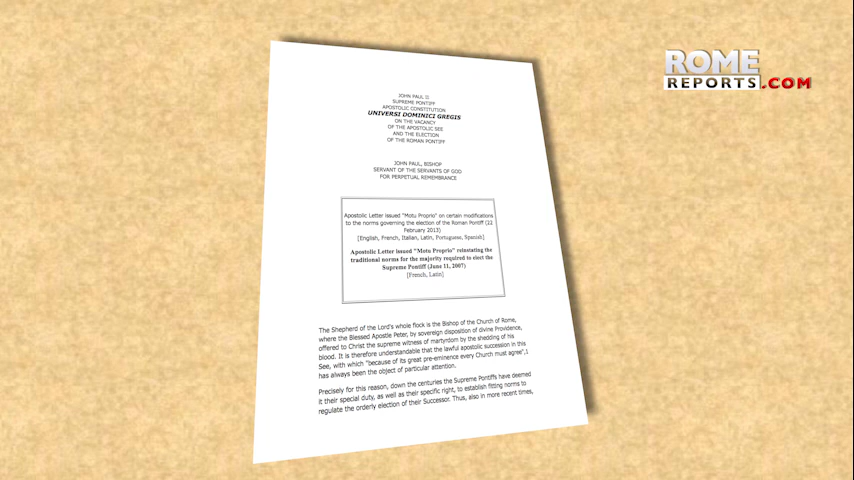 ROME
REPORTS.COM
JOHN PAUL II
SUPREME PONTIFF
APOSTOLIC CONSTITUTION
UNIVERSI DOMINICI GREGIS
ON THE VACANCY
OF THE APOSTOLIC SEE
AND THE ELECTION
OF THE ROMAN PONTIFF
JOHN PAUL, BISHOP
SERVANT OF THE SERVANTS OF GOD
FOR PERPETUAL REMEMBRANCE
Apostolic Letter issued "Motu Proprio" on certain modifications
to the norms governing the election of the Roman Pontiff (22
February 2013)
[English, French, Italian, Latin, Portuguese, Spanish]
Apostolic Letter issued "Motu Proprio" reinstating the
traditional norms for the majority required to elect the
Supreme Pontiff (June 11, 2007)
[French, Latin]
The Shepherd of the Lord's whole flock is the Bishop of the Church of Rome,
where the Blessed Apostle Peter, by sovereign disposition of divine Providence,
offered to Christ the supreme witness of martyrdom by the shedding of his
blood. It is therefore understandable that the lawful apostolic succession in this
See, with which "because of its great pre-eminence every Church must agree",1
has always been the object of particular attention.
Precisely for this reason, down the centuries the Supreme Pontiffs have deemed
it their special duty, as well as their specific right, to establish fitting norms to
regulate the orderly election of their Successor. Thus, also in more recent times,